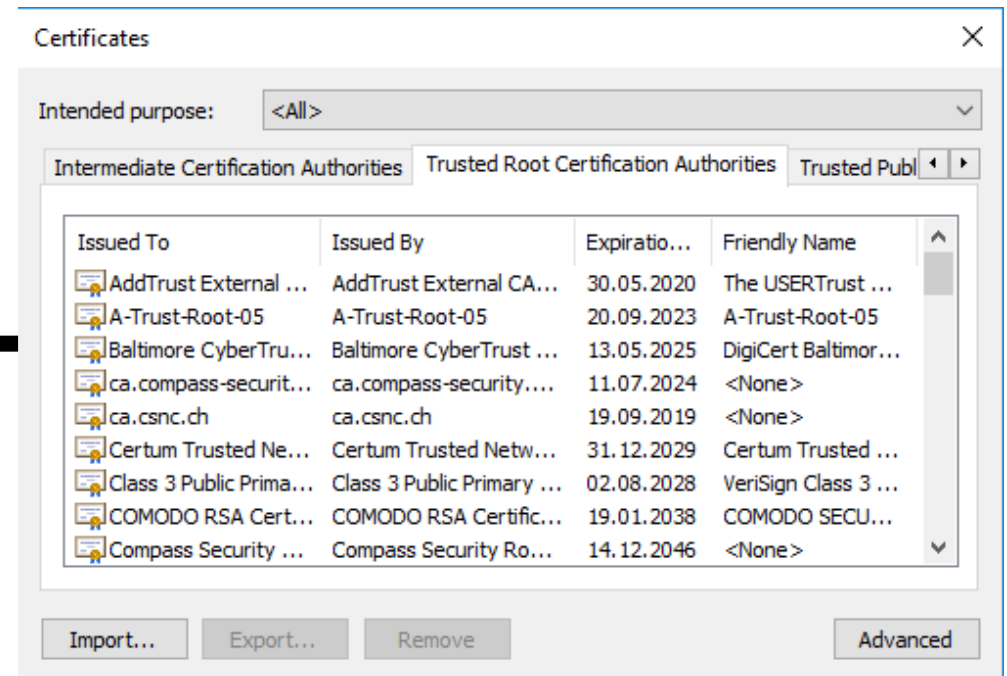 Certificates
Intended purpose: <All>
Intermediate Certification Authorities Trusted Root Certification Authorities Trusted Publ
Issued To Issued By Expiratio... Friendly Name
AddTrust External ... AddTrust External CA... 30.05.2020 The USERTrust ...
A-Trust-Root-05 A-Trust-Root-05 20.09.2023 A-Trust-Root-05
Baltimore CyberTru... Baltimore CyberTrust ... 13.05.2025 DigiCert Baltimor...
ca.compass-securit... ca.compass-security.... 11.07.2024 <None>
ca.csnc.ch ca.csnc.ch 19.09.2019 <None>
Certum Trusted Ne... Certum Trusted Netw... 31.12.2029 Certum Trusted ...
Class 3 Public Prima... Class 3 Public Primary ... 02.08.2028 VeriSign Class 3 ...
COMODO RSA Cert... COMODO RSA Certific... 19.01.2038 COMODO SECU...
Compass Security ... Compass Security Ro... 14.12.2046 <None>
Import... Export... Remove Advanced